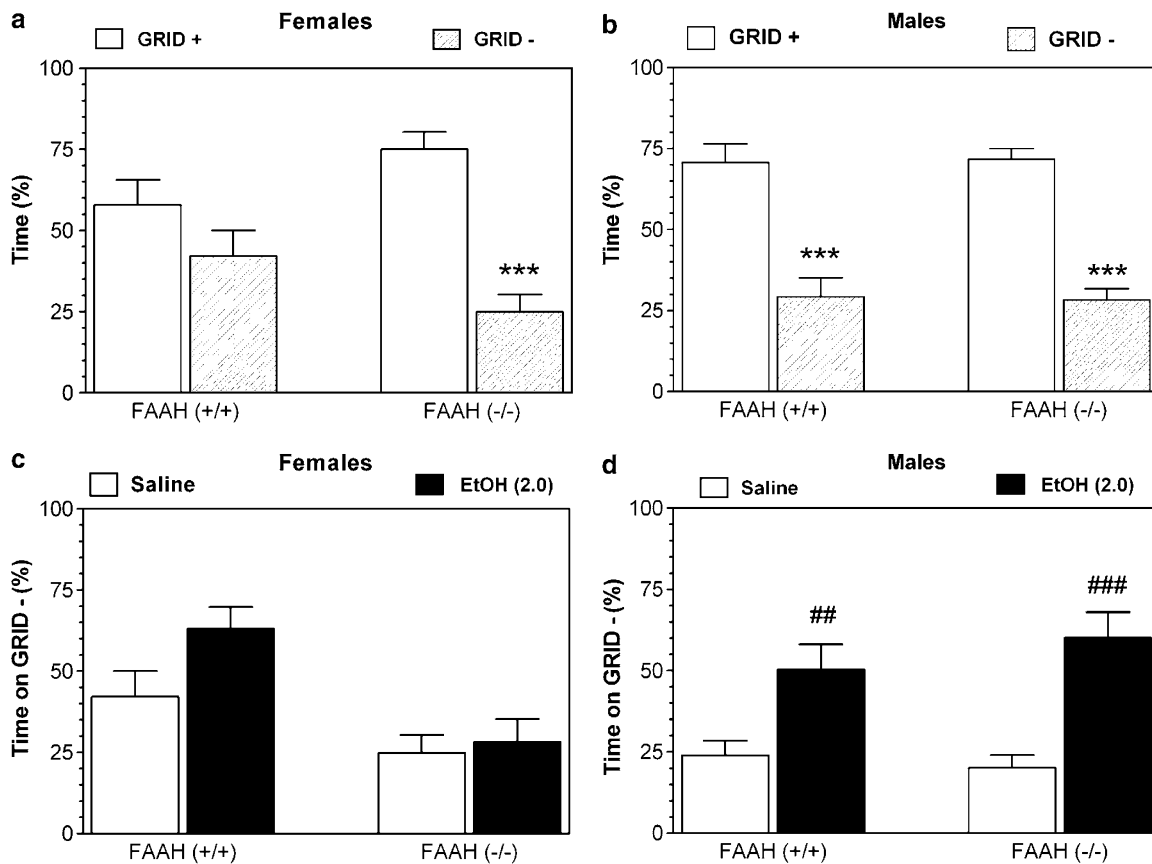 a
Females
GRID +
GRID -
Time (%)
100
75
50
25
0
***
FAAH (+/+)
FAAH (-/-)
b
Males
GRID +
GRID -
Time (%)
100
75
50
25
0
***
***
FAAH (+/+)
FAAH (-/-)
c
Females
Saline
EtOH (2.0)
Time on GRID - (%)
100
75
50
25
0
FAAH (+/+)
FAAH (-/-)
d
Males
Saline
EtOH (2.0)
Time on GRID - (%)
100
75
50
25
0
##
###
FAAH (+/+)
FAAH (-/-)